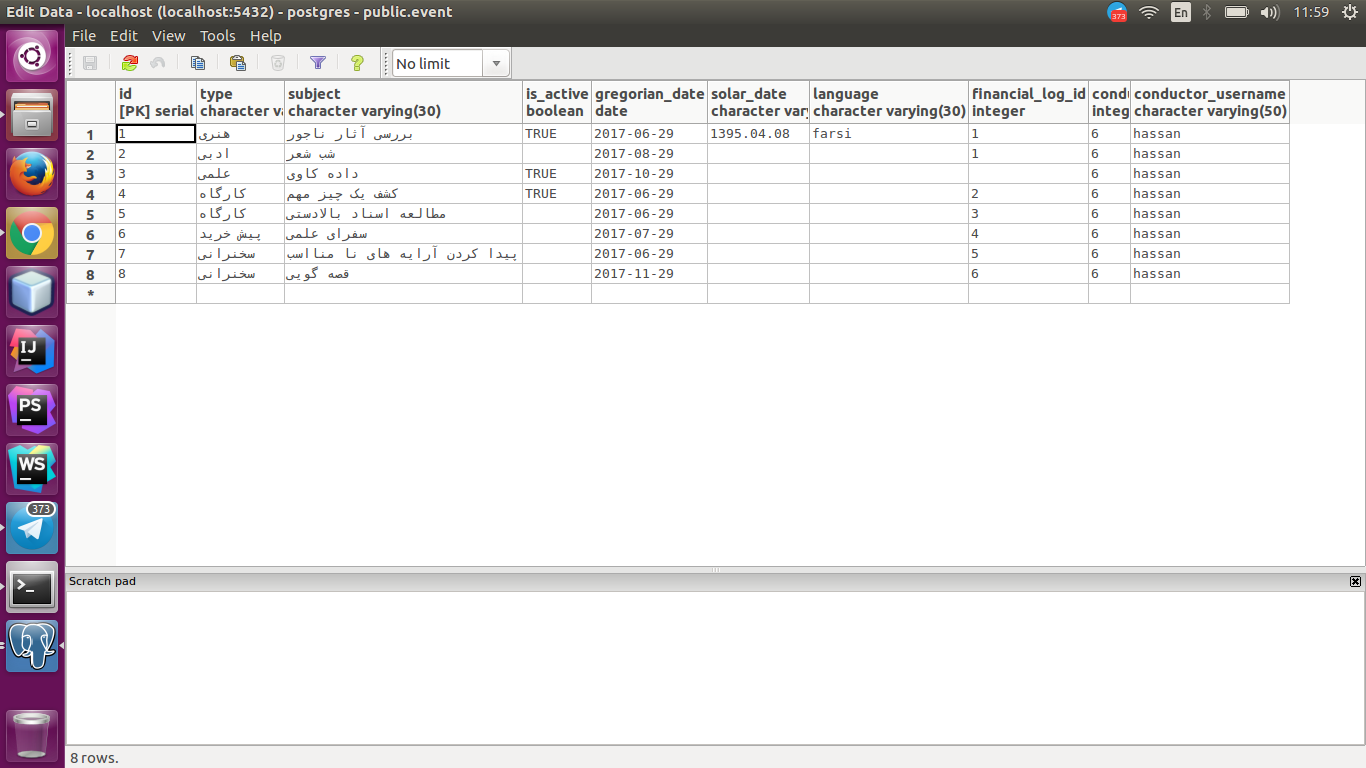 Edit Data - localhost (localhost:5432) - postgres - public.event
373
En
11:59
File Edit View Tools Help
No limit
id type subject is_active gregorian_date solar_date language financial_log_id condu conductor_username
[PK] serial character va character varying(30) boolean date character vary character varying(30) integer integ character varying(50)
1 1 هنری بررسی آثار ناجور TRUE 2017-06-29 1395.04.08 farsi 1 6 hassan
2 2 ادبی شب شعر 2017-08-29 1 6 hassan
3 3 علمی داده کاوی TRUE 2017-10-29 6 hassan
4 4 کارگاه کشف یک چیز مهم TRUE 2017-06-29 2 6 hassan
5 5 کارگاه مطالعه اسناد بالادستی 2017-06-29 3 6 hassan
6 6 پیش خرید سفرای علمی 2017-07-29 4 6 hassan
7 7 سخنرانی پیدا کردن آرایه های نا مناسب 2017-06-29 5 6 hassan
8 8 سخنرانی قصه گویی 2017-11-29 6 6 hassan
*
IJ
PS
WS
373
>_
Scratch pad
8 rows.